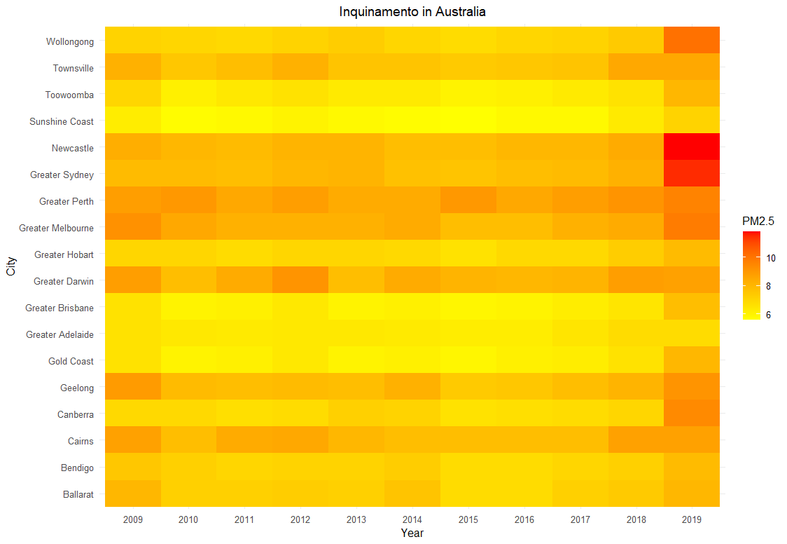 Inquinamento in Australia
Wollongong
Townsville
Toowoomba
Sunshine Coast
Newcastle
Greater Sydney
Greater Perth
Greater Melbourne
Greater Hobart
Greater Darwin
Greater Brisbane
Greater Adelaide
Gold Coast
Geelong
Canberra
Cairns
Bendigo
Ballarat
City
2009 2010 2011 2012 2013 2014 2015 2016 2017 2018 2019
Year
PM2.5
10
8
6